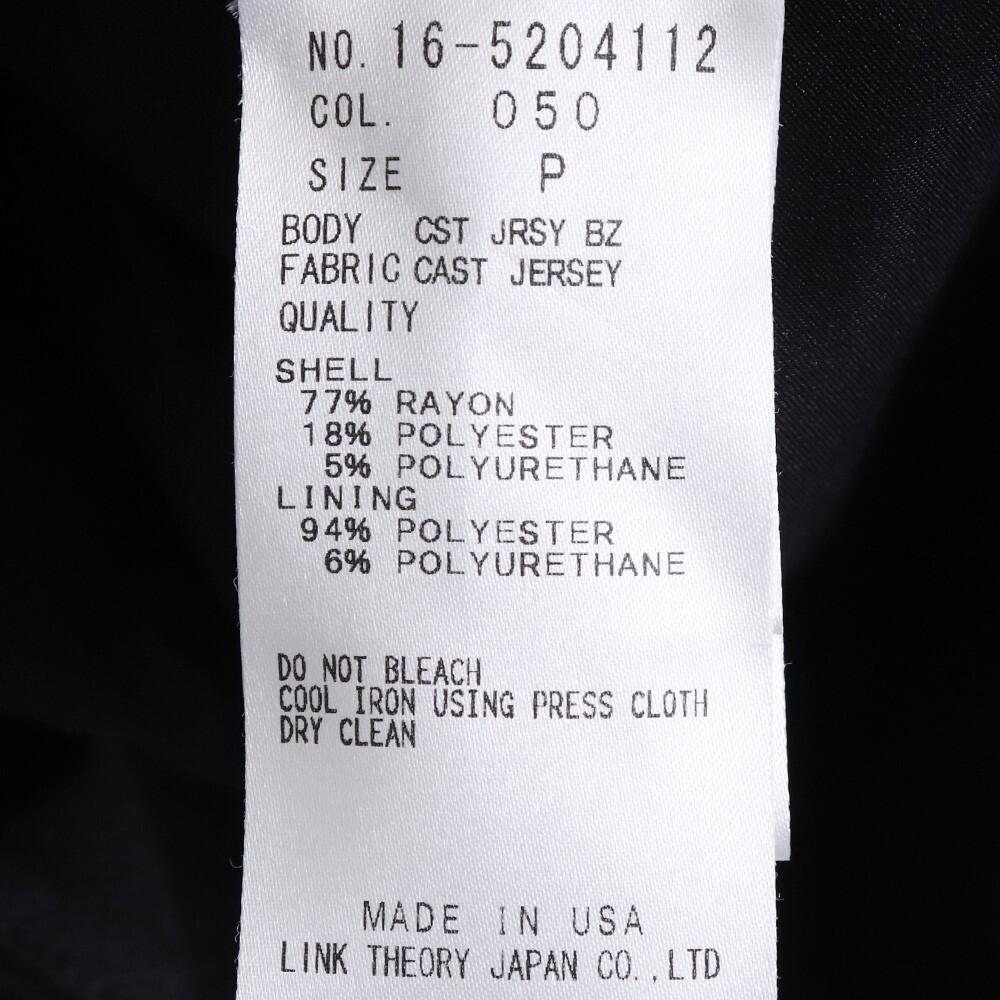 NO. 16-5204112
COL. 050
SIZE P
BODY CST JRSY BZ
FABRIC CAST JERSEY
QUALITY
SHELL
77% RAYON
18% POLYESTER
5% POLYURETHANE
LINING
94% POLYESTER
6% POLYURETHANE
DO NOT BLEACH
COOL IRON USING PRESS CLOTH
DRY CLEAN
MADE IN USA
LINK THEORY JAPAN CO.,LTD